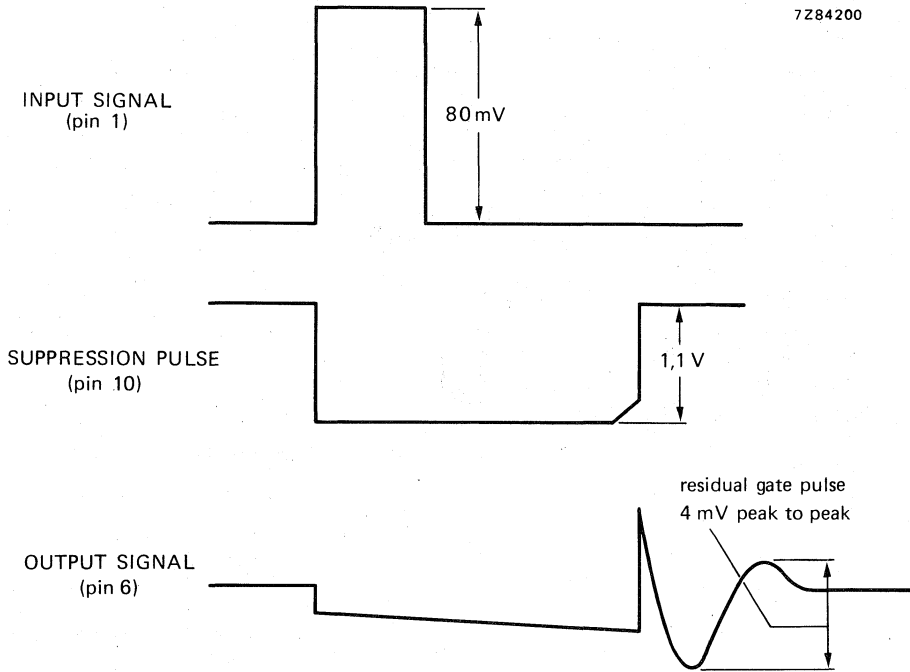 7Z84200
INPUT SIGNAL
(pin 1)
80 mV
SUPPRESSION PULSE
(pin 10)
1,1 V
residual gate pulse
4 mV peak to peak
OUTPUT SIGNAL
(pin 6)